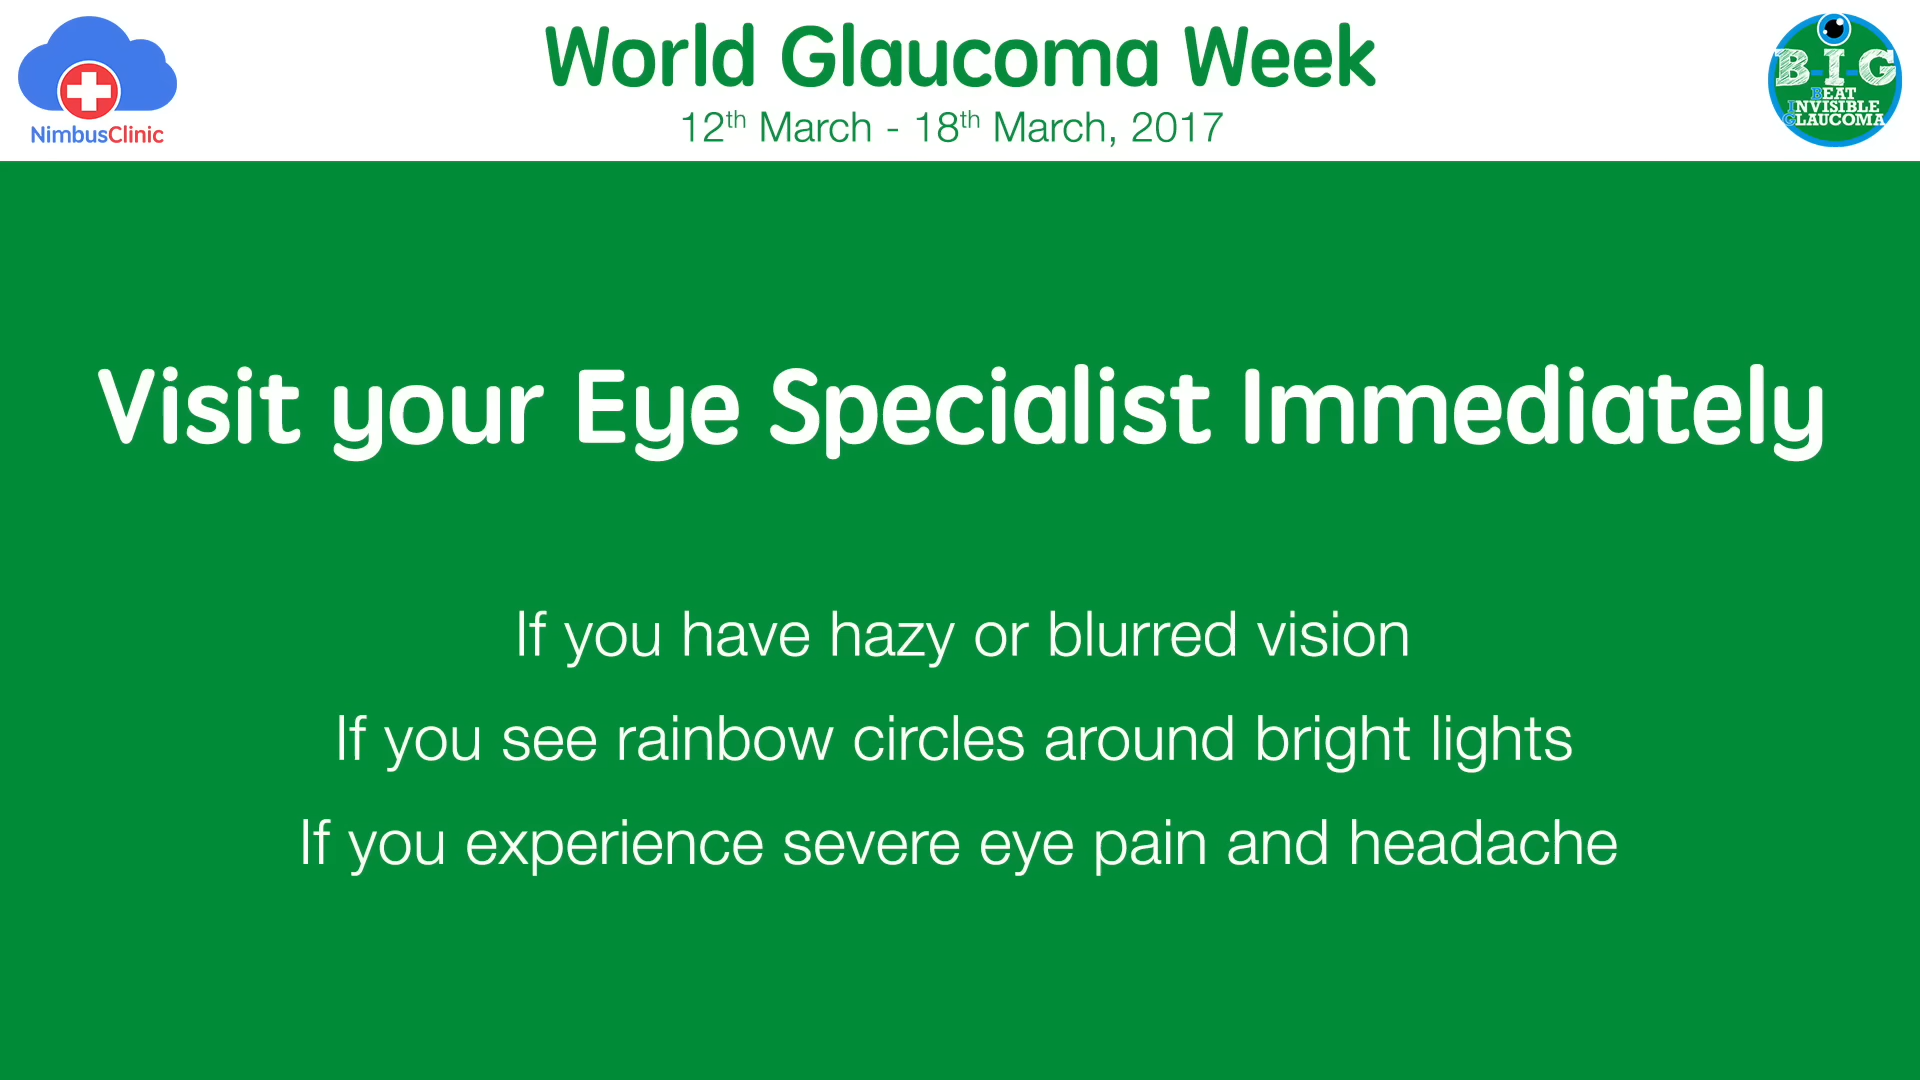 World Glaucoma Week
12th March - 18th March, 2017
NimbusClinic
B-I-G
BEAT
INVISIBLE
GLAUCOMA
Visit your Eye Specialist Immediately
If you have hazy or blurred vision
If you see rainbow circles around bright lights
If you experience severe eye pain and headache